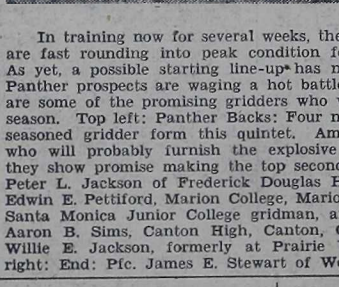 In training now for several weeks, the
are fast rounding into peak condition f
As yet, a possible starting line-up* has n
Panther prospects are waging a hot battl
are some of the promising gridders who
season. Top left: Panther Backs: Four n
seasoned gridder form this quintet. Am
who will probably furnish the explosive
they show promise making the top secon
Peter L. Jackson of Frederick Douglas H
Edwin E. Pettiford, Marion College, Mario
Santa Monica Junior College gridman, a
Aaron B. Sims, Canton High, Canton,
Willie E. Jackson, formerly at Prairie
right: End: Pfc. James E. Stewart of W